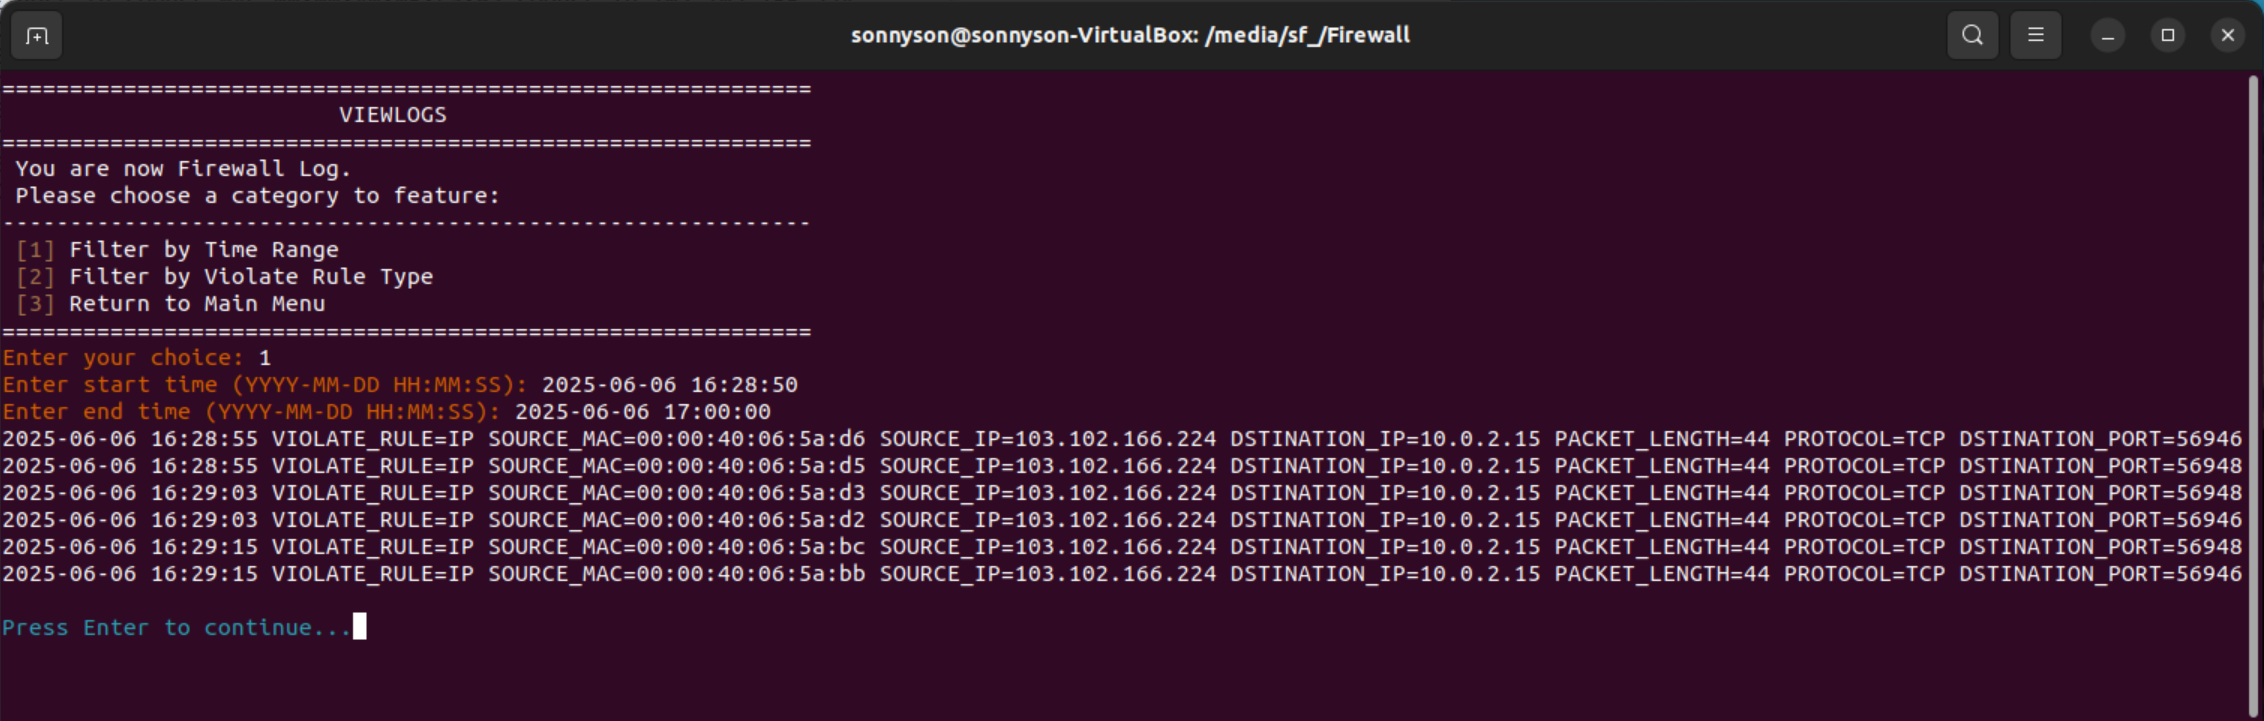 sonnyson@sonnyson-VirtualBox: /media/sf_/Firewall
============================================================
VIEWLOGS
============================================================
You are now Firewall Log.
Please choose a category to feature:
------------------------------------------------------------
[1] Filter by Time Range
[2] Filter by Violate Rule Type
[3] Return to Main Menu
============================================================
Enter your choice: 1
Enter start time (YYYY-MM-DD HH:MM:SS): 2025-06-06 16:28:50
Enter end time (YYYY-MM-DD HH:MM:SS): 2025-06-06 17:00:00
2025-06-06 16:28:55 VIOLATE_RULE=IP SOURCE_MAC=00:00:40:06:5a:d6 SOURCE_IP=103.102.166.224 DSTINATION_IP=10.0.2.15 PACKET_LENGTH=44 PROTOCOL=TCP DSTINATION_PORT=56946
2025-06-06 16:28:55 VIOLATE_RULE=IP SOURCE_MAC=00:00:40:06:5a:d5 SOURCE_IP=103.102.166.224 DSTINATION_IP=10.0.2.15 PACKET_LENGTH=44 PROTOCOL=TCP DSTINATION_PORT=56948
2025-06-06 16:29:03 VIOLATE_RULE=IP SOURCE_MAC=00:00:40:06:5a:d3 SOURCE_IP=103.102.166.224 DSTINATION_IP=10.0.2.15 PACKET_LENGTH=44 PROTOCOL=TCP DSTINATION_PORT=56948
2025-06-06 16:29:03 VIOLATE_RULE=IP SOURCE_MAC=00:00:40:06:5a:d2 SOURCE_IP=103.102.166.224 DSTINATION_IP=10.0.2.15 PACKET_LENGTH=44 PROTOCOL=TCP DSTINATION_PORT=56946
2025-06-06 16:29:15 VIOLATE_RULE=IP SOURCE_MAC=00:00:40:06:5a:bc SOURCE_IP=103.102.166.224 DSTINATION_IP=10.0.2.15 PACKET_LENGTH=44 PROTOCOL=TCP DSTINATION_PORT=56948
2025-06-06 16:29:15 VIOLATE_RULE=IP SOURCE_MAC=00:00:40:06:5a:bb SOURCE_IP=103.102.166.224 DSTINATION_IP=10.0.2.15 PACKET_LENGTH=44 PROTOCOL=TCP DSTINATION_PORT=56946
Press Enter to continue...